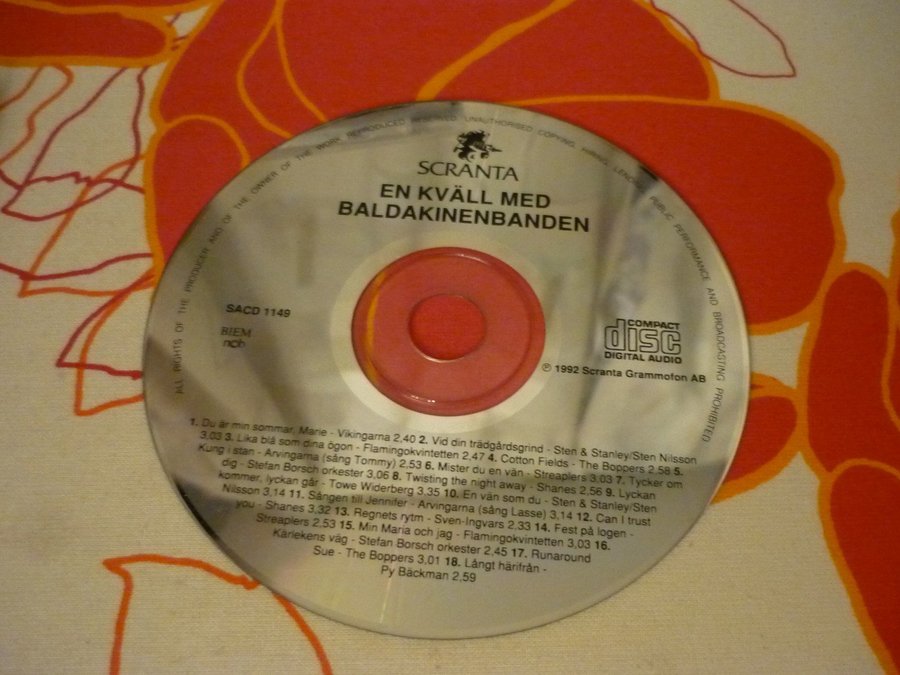 ALL RIGHTS OF THE PRODUCER AND OF THE OWNER OF THE WORK REPRODUCED RESERVED. UNAUTHORISED COPYING, HIRING, LENDING, PUBLIC PERFORMANCE AND BROADCASTING PROHIBITED
SCRANTA
EN KVÄLL MED
BALDAKINENBANDEN
SACD 1149
BIEM
ncb
COMPACT
disc
DIGITAL AUDIO
℗ 1992 Scranta Grammofon AB
1. Du är min sommar, Marie - Vikingarna 2,40 2. Vid din trädgårdsgrind - Sten & Stanley/Sten Nilsson
3,03 3. Lika blå som dina ögon - Flamingokvintetten 2.47 4. Cotton Fields - The Boppers 2.58 5.
Kung i stan - Arvingarna (sång Tommy) 2.53 6. Mister du en vän - Streaplers 3.03 7. Tycker om
dig - Stefan Borsch orkester 3,06 8. Twisting the night away - Shanes 2.56 9. Lyckan
kommer, lyckan går - Towe Widerberg 3.35 10. En vän som du - Sten & Stanley/Sten
Nilsson 3,14 11. Sången till Jennifer - Arvingarna (sång Lasse) 3,14 12. Can I trust
you - Shanes 3,32 13. Regnets rytm - Sven-Ingvars 2.33 14. Fest på logen -
Streaplers 2.53 15. Min Maria och jag - Flamingokvintetten 3,03 16.
Kärlekens väg - Stefan Borsch orkester 2,45 17. Runaround
Sue - The Boppers 3,01 18. Långt härifrån -
Py Bäckman 2.59